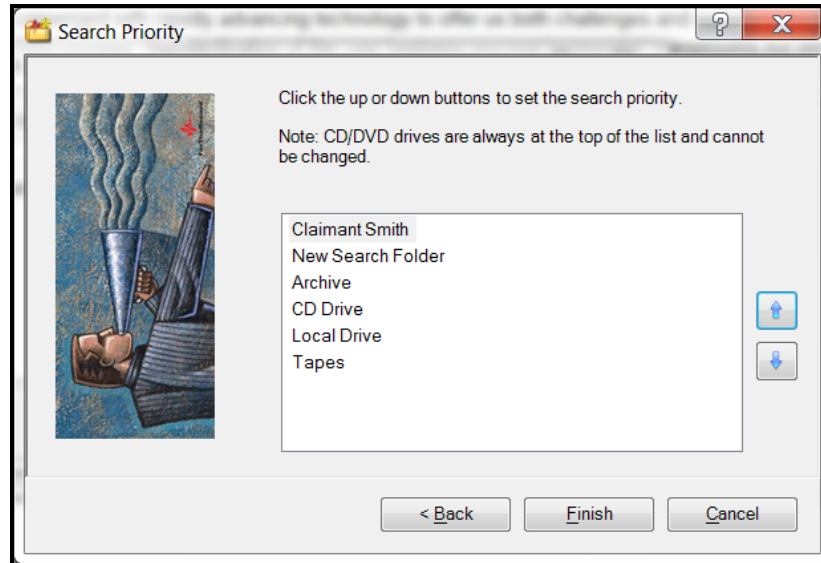 Search Priority
Click the up or down buttons to set the search priority.
Note: CD/DVD drives are always at the top of the list and cannot
be changed.
Claimant Smith
New Search Folder
Archive
CD Drive
Local Drive
Tapes
< Back
Finish
Cancel